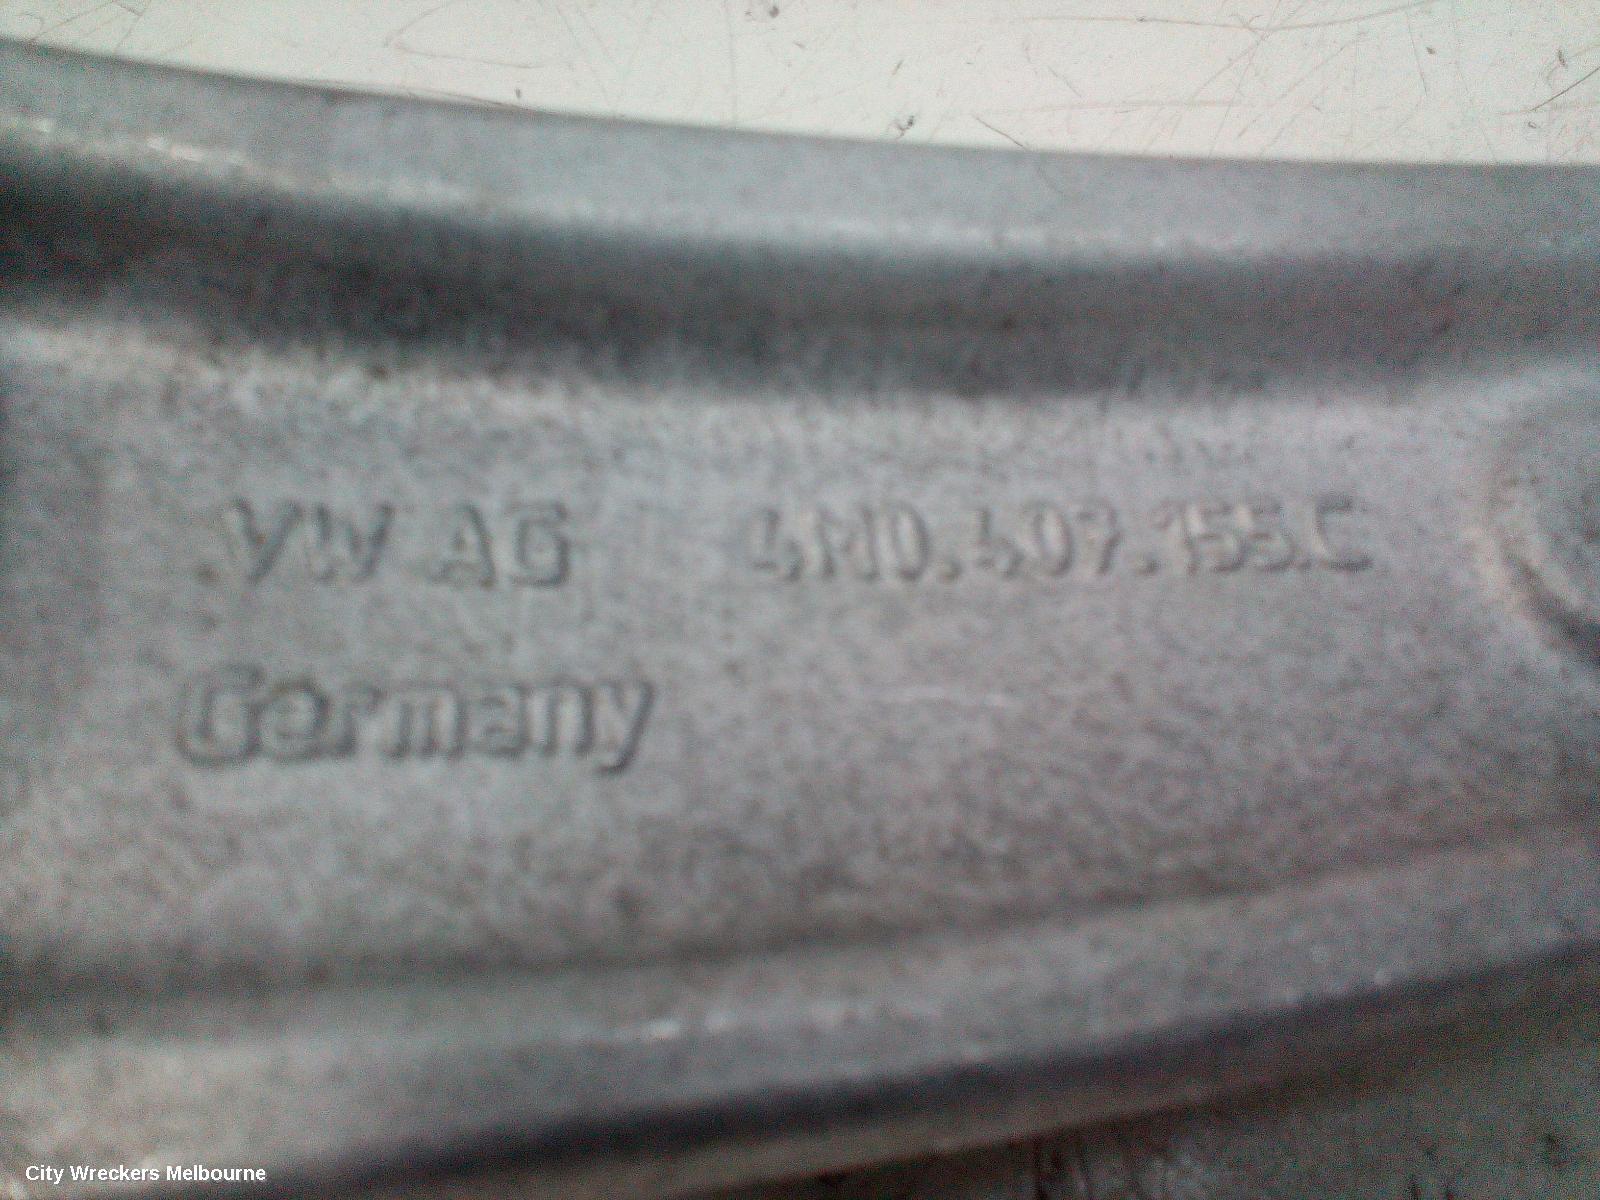 VW AG 4M0.407.155.C
Germany
City Wreckers Melbourne